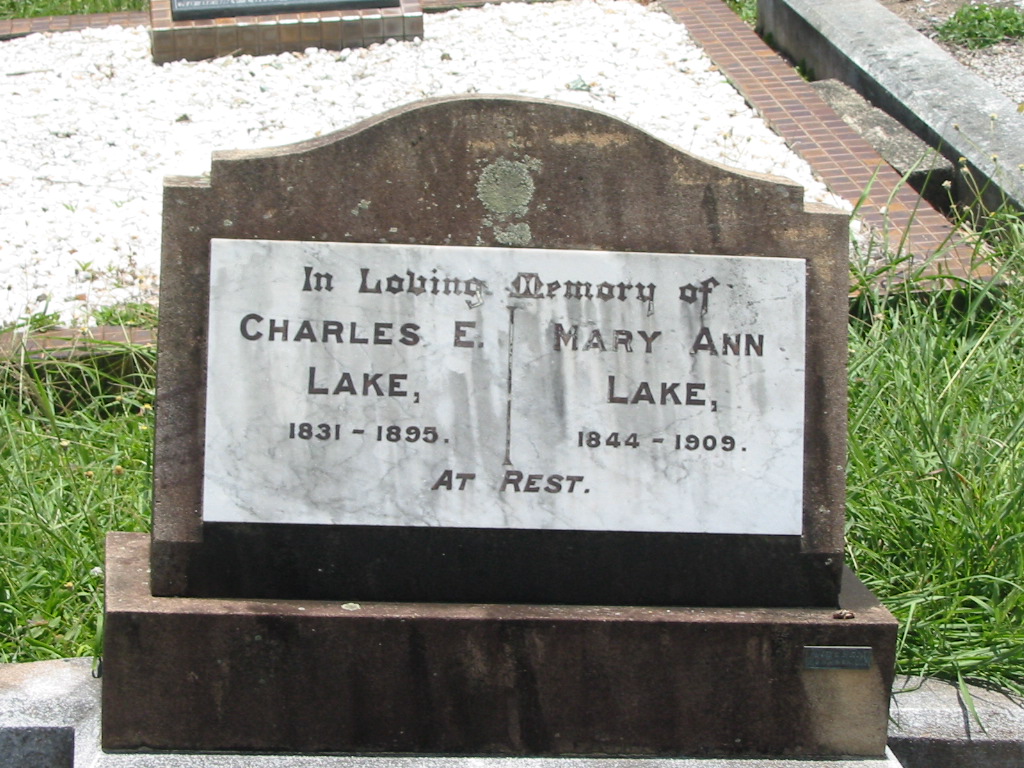 In Loving Memory of
CHARLES E. MARY ANN
LAKE, LAKE,
1831 - 1895. 1844 - 1909.
AT REST.